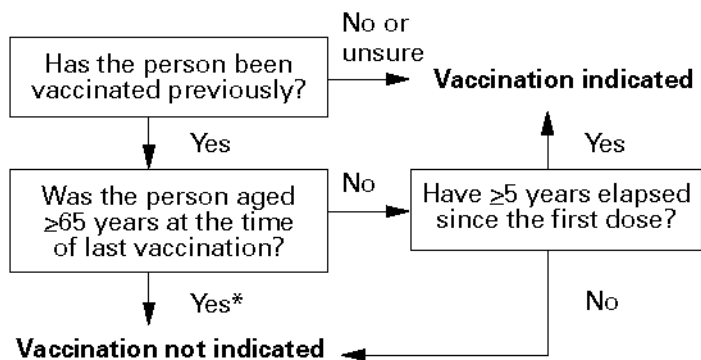 No or
unsure
Has the person been
vaccinated previously?
Vaccination indicated
Yes
Yes
Was the person aged
≥65 years at the time
of last vaccination?
No
Have ≥5 years elapsed
since the first dose?
Yes*
No
Vaccination not indicated